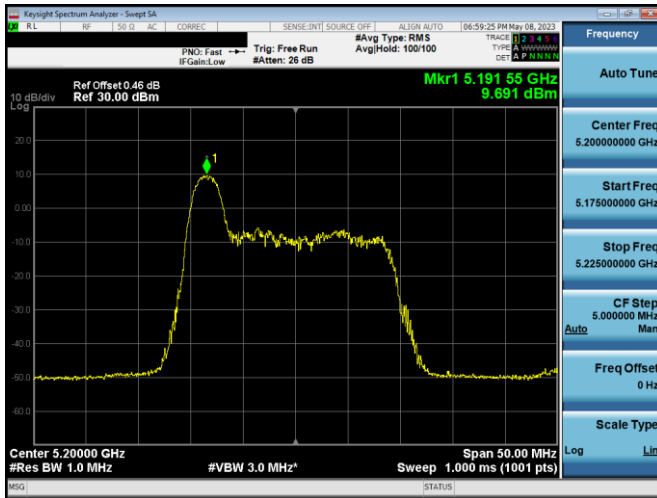 Keysight Spectrum Analyzer - Swept SA
RL RF 50 Ω AC CORREC SENSE:INT SOURCE OFF ALIGN AUTO 06:59:25 PM May 08, 2023
PNO: Fast Trig: Free Run #Avg Type: RMS TRACE 1 2 3 4 5 6
IFGain:Low #Atten: 26 dB Avg|Hold: 100/100 TYPE A WWWWW
DET A P N N N N
Frequency
Ref Offset 0.46 dB Mkr1 5.191 55 GHz
10 dB/div Ref 30.00 dBm 9.691 dBm
Log
1
20.0
10.0
0.00
-10.0
-20.0
-30.0
-40.0
-50.0
-60.0
Center 5.20000 GHz Span 50.00 MHz
#Res BW 1.0 MHz #VBW 3.0 MHz* Sweep 1.000 ms (1001 pts)
MSG STATUS
Auto Tune
Center Freq
5.200000000 GHz
Start Freq
5.175000000 GHz
Stop Freq
5.225000000 GHz
CF Step
5.000000 MHz
Auto Man
Freq Offset
0 Hz
Scale Type
Log Lin